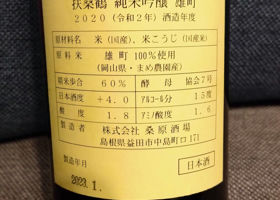 扶桑鶴 純米吟醸 雄町
2020(令和2年)酒造年度
原材料名 米(国産)、米こうじ(国産米)
原料米 雄町100%使用
(岡山県・まめ農園産)
精米歩合 60% 酵母 協会7号
日本酒度 +4.0 アルコール分 15度
酸度 1.8 アミノ酸度 1.6
製造者 株式会社 桑原酒場
島根県益田市中島町ロ171
製造年月
2023.1.
日本酒